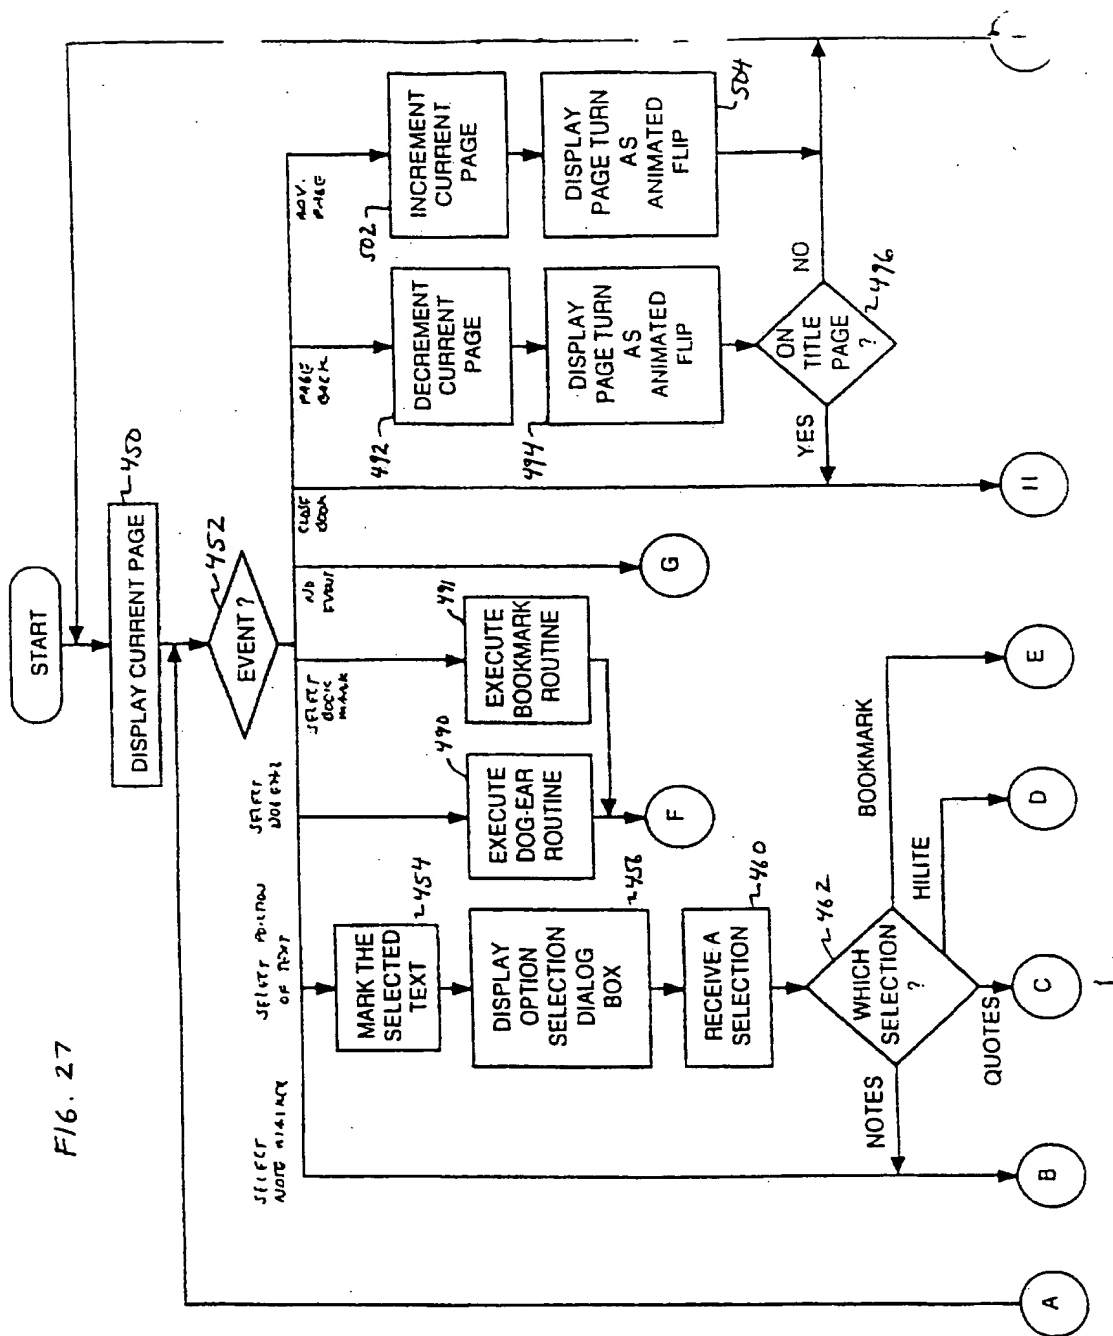 FIG. 27
START
DISPLAY CURRENT PAGE
450
EVENT ?
452
SELECT
NOTE
SELECT PORTION
OF TEXT
SELECT
DOG EAR
SELECT
BOOK
MARK
NO
EVENT
CLOSE
BOOK
PAGE
BACK
ADV.
PAGE
MARK THE
SELECTED
TEXT
454
DISPLAY
OPTION
SELECTION
DIALOG
BOX
456
RECEIVE A
SELECTION
460
WHICH
SELECTION
?
462
NOTES
QUOTES
HILITE
BOOKMARK
EXECUTE
DOG-EAR
ROUTINE
490
EXECUTE
BOOKMARK
ROUTINE
491
DECREMENT
CURRENT
PAGE
492
DISPLAY
PAGE TURN
AS
ANIMATED
FLIP
494
ON
TITLE
PAGE
?
496
YES
NO
INCREMENT
CURRENT
PAGE
502
DISPLAY
PAGE TURN
AS
ANIMATED
FLIP
504
A
B
C
D
E
F
G
H